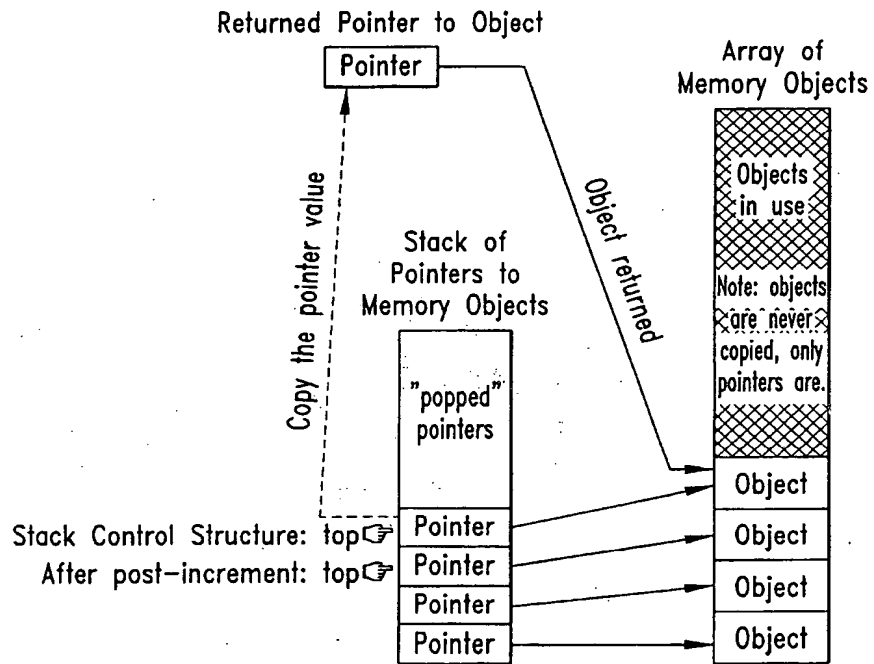 Returned Pointer to Object
Pointer
Array of
Memory Objects
Objects
in use
Note: objects
are never
copied, only
pointers are.
Object returned
Copy the pointer value
Stack of
Pointers to
Memory Objects
"popped"
pointers
Stack Control Structure: top
After post-increment: top
Pointer
Pointer
Pointer
Pointer
Object
Object
Object
Object